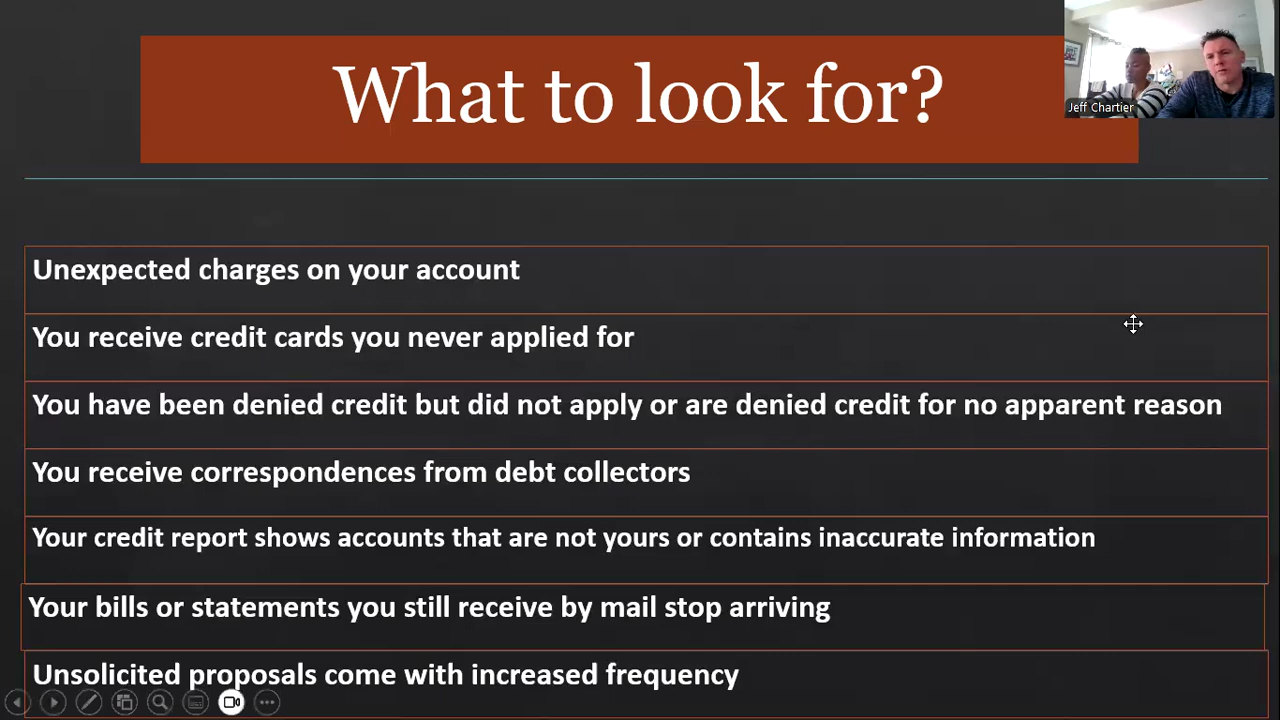 What to look for?
Jeff Chartier
Unexpected charges on your account
You receive credit cards you never applied for
You have been denied credit but did not apply or are denied credit for no apparent reason
You receive correspondences from debt collectors
Your credit report shows accounts that are not yours or contains inaccurate information
Your bills or statements you still receive by mail stop arriving
Unsolicited proposals come with increased frequency